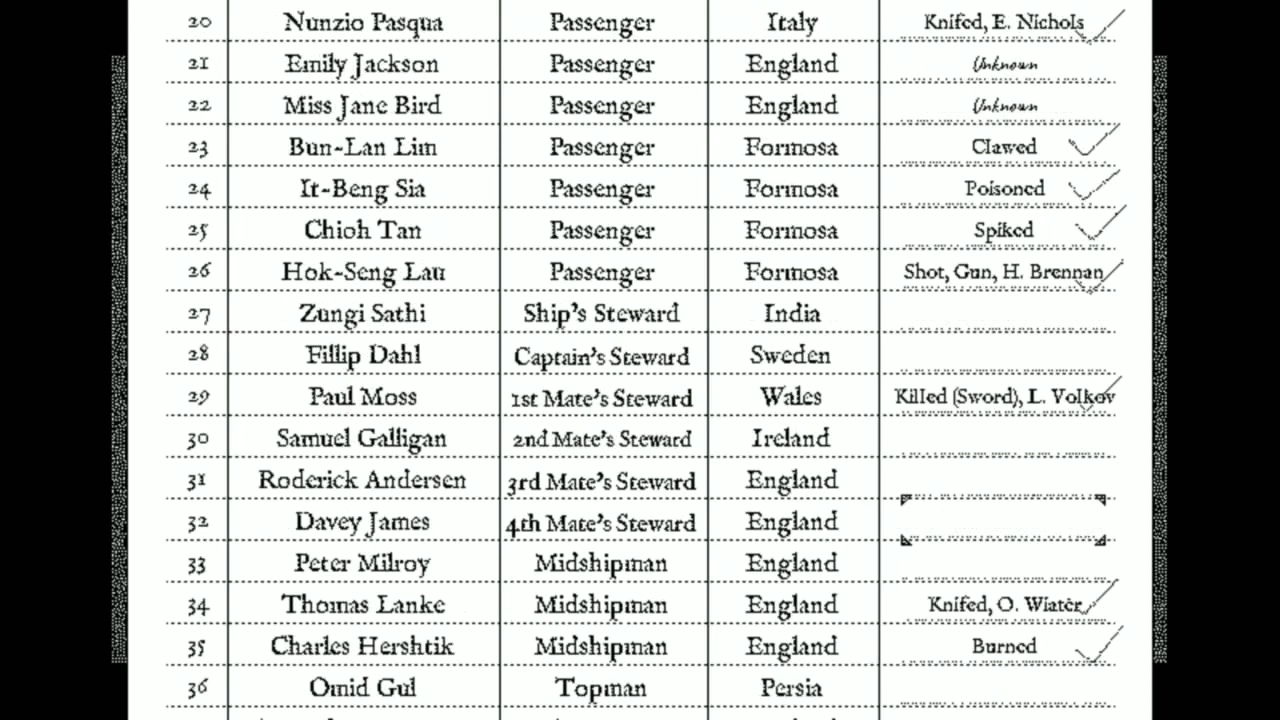 20 Nunzio Pasqua Passenger Italy Knifed, E. Nichols
21 Emily Jackson Passenger England Unknown
22 Miss Jane Bird Passenger England Unknown
23 Bun-Lan Lim Passenger Formosa Clawed
24 It-Beng Sia Passenger Formosa Poisoned
25 Chioh Tan Passenger Formosa Spiked
26 Hok-Seng Lau Passenger Formosa Shot, Gun, H. Brennan
27 Zungi Sathi Ship's Steward India
28 Fillip Dahl Captain's Steward Sweden
29 Paul Moss 1st Mate's Steward Wales Killed (Sword), L. Volkov
30 Samuel Galligan 2nd Mate's Steward Ireland
31 Roderick Andersen 3rd Mate's Steward England
32 Davey James 4th Mate's Steward England
33 Peter Milroy Midshipman England
34 Thomas Lanke Midshipman England Knifed, O. Wiater
35 Charles Hershtik Midshipman England Burned
36 Omid Gul Topman Persia